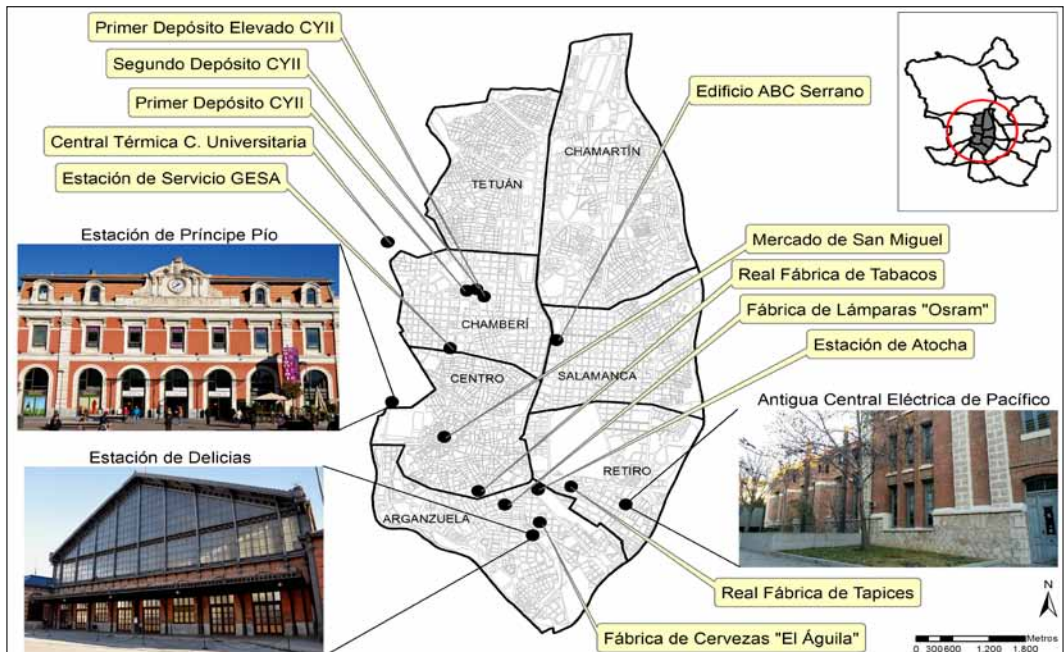 Primer Depósito Elevado CYII
Segundo Depósito CYII
Primer Depósito CYII
Central Térmica C. Universitaria
Estación de Servicio GESA
Edificio ABC Serrano
CHAMARTÍN
TETUÁN
Estación de Príncipe Pío
Mercado de San Miguel
Real Fábrica de Tabacos
Fábrica de Lámparas "Osram"
Estación de Atocha
CHAMBERÍ
CENTRO
SALAMANCA
Antigua Central Eléctrica de Pacífico
Estación de Delicias
RETIRO
ARGANZUELA
Real Fábrica de Tapices
Fábrica de Cervezas "El Águila"
N
Metros
0 300 600 1.200 1.800